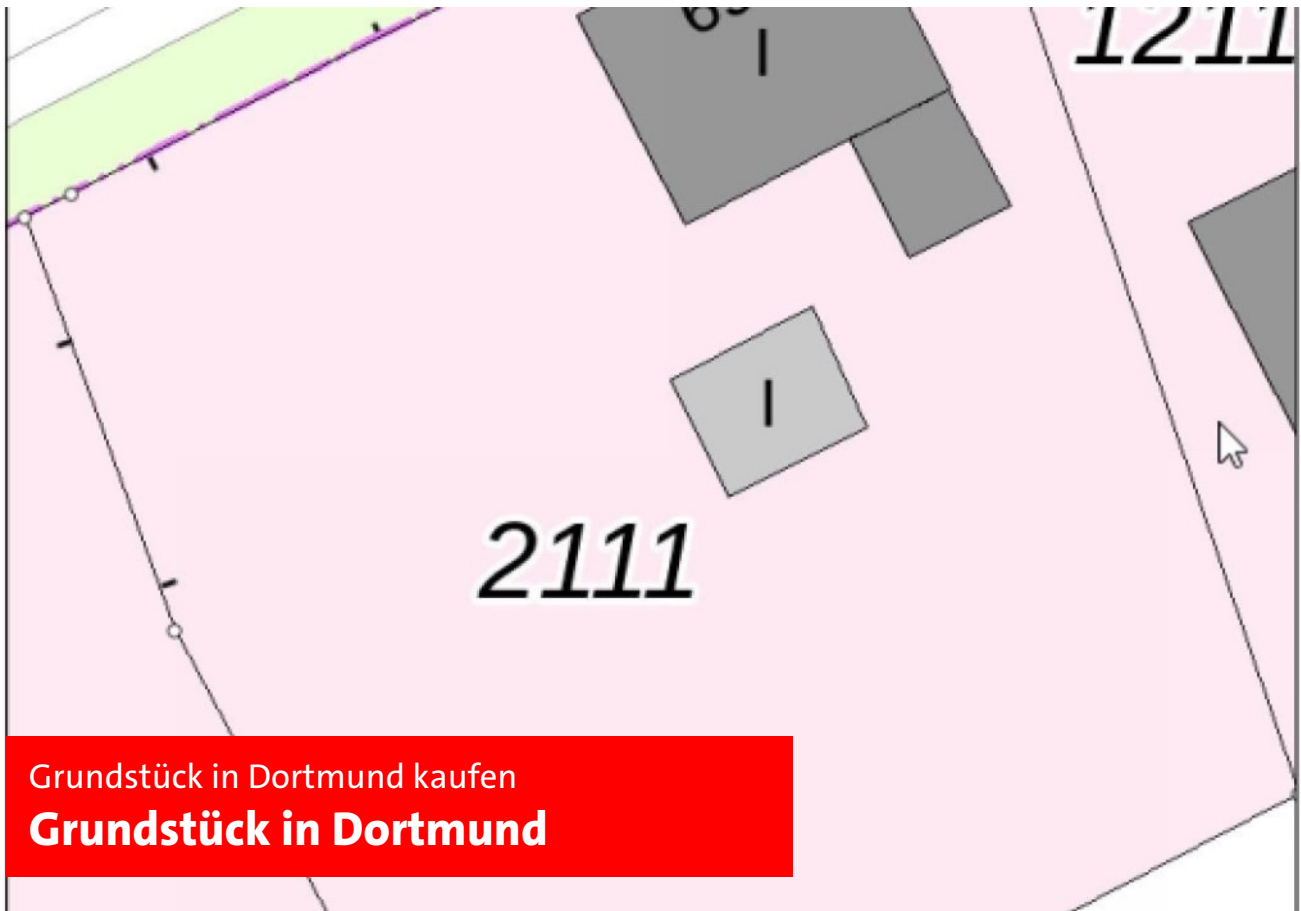 1211
I
I
2111
Grundstück in Dortmund kaufen
Grundstück in Dortmund